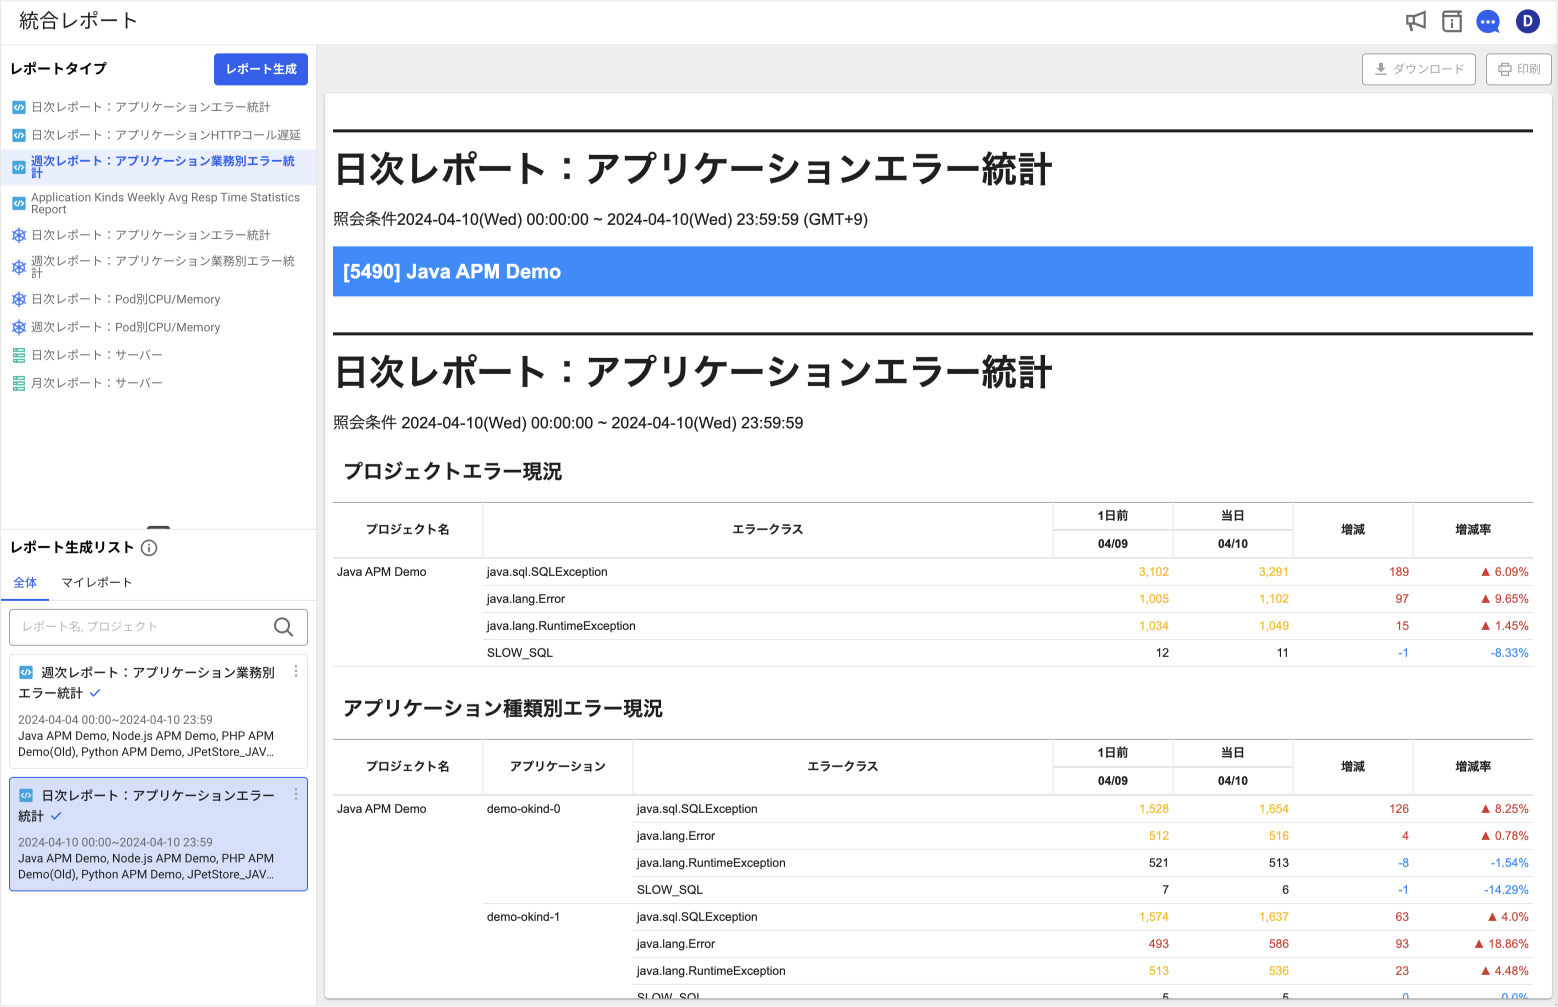 統合レポート
D
レポートタイプ
レポート生成
ダウンロード
印刷
日次レポート：アプリケーションエラー統計
日次レポート：アプリケーションHTTPコール遅延
週次レポート：アプリケーション業務別エラー統
計
Application Kinds Weekly Avg Resp Time Statistics
Report
日次レポート：アプリケーションエラー統計
週次レポート：アプリケーション業務別エラー統
計
日次レポート：Pod別CPU/Memory
週次レポート：Pod別CPU/Memory
日次レポート：サーバー
月次レポート：サーバー
レポート生成リスト
全体 マイレポート
レポート名, プロジェクト
週次レポート：アプリケーション業務別
エラー統計
2024-04-04 00:00~2024-04-10 23:59
Java APM Demo, Node.js APM Demo, PHP APM
Demo(Old), Python APM Demo, JPetStore_JAV...
日次レポート：アプリケーションエラー
統計
2024-04-10 00:00~2024-04-10 23:59
Java APM Demo, Node.js APM Demo, PHP APM
Demo(Old), Python APM Demo, JPetStore_JAV...
日次レポート：アプリケーションエラー統計
照会条件2024-04-10(Wed) 00:00:00 ~ 2024-04-10(Wed) 23:59:59 (GMT+9)
[5490] Java APM Demo
日次レポート：アプリケーションエラー統計
照会条件 2024-04-10(Wed) 00:00:00 ~ 2024-04-10(Wed) 23:59:59
プロジェクトエラー現況
プロジェクト名 エラークラス 1日前 当日 増減 増減率
04/09 04/10
Java APM Demo java.sql.SQLException 3,102 3,291 189 ▲ 6.09%
java.lang.Error 1,005 1,102 97 ▲ 9.65%
java.lang.RuntimeException 1,034 1,049 15 ▲ 1.45%
SLOW_SQL 12 11 -1 -8.33%
アプリケーション種類別エラー現況
プロジェクト名 アプリケーション エラークラス 1日前 当日 増減 増減率
04/09 04/10
Java APM Demo demo-okind-0 java.sql.SQLException 1,528 1,654 126 ▲ 8.25%
java.lang.Error 512 516 4 ▲ 0.78%
java.lang.RuntimeException 521 513 -8 -1.54%
SLOW_SQL 7 6 -1 -14.29%
demo-okind-1 java.sql.SQLException 1,574 1,637 63 ▲ 4.0%
java.lang.Error 493 586 93 ▲ 18.86%
java.lang.RuntimeException 513 536 23 ▲ 4.48%
SLOW_SQL 5 5 0 0.0%